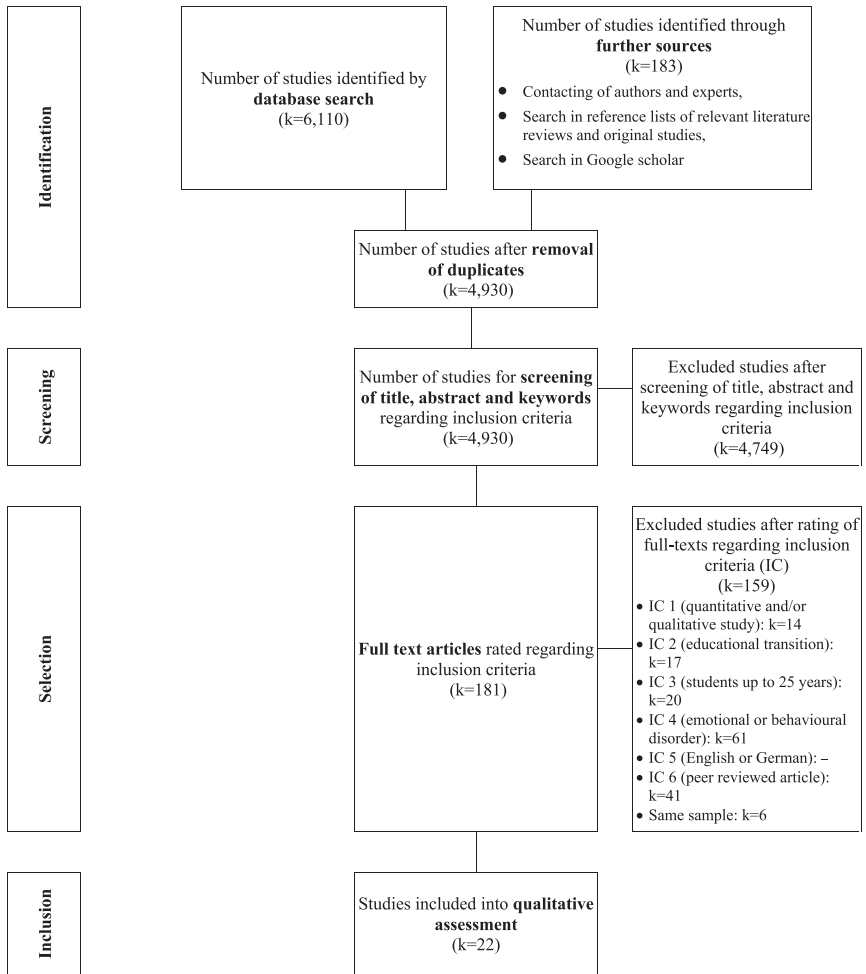 Identification
Number of studies identified by
database search
(k=6,110)
Number of studies identified through
further sources
(k=183)
● Contacting of authors and experts,
● Search in reference lists of relevant literature
reviews and original studies,
● Search in Google scholar
Number of studies after removal
of duplicates
(k=4,930)
Screening
Number of studies for screening
of title, abstract and keywords
regarding inclusion criteria
(k=4,930)
Excluded studies after
screening of title, abstract and
keywords regarding inclusion
criteria
(k=4,749)
Selection
Full text articles rated regarding
inclusion criteria
(k=181)
Excluded studies after rating of
full-texts regarding inclusion
criteria (IC)
(k=159)
● IC 1 (quantitative and/or
qualitative study): k=14
● IC 2 (educational transition):
k=17
● IC 3 (students up to 25 years):
k=20
● IC 4 (emotional or behavioural
disorder): k=61
● IC 5 (English or German): –
● IC 6 (peer reviewed article):
k=41
● Same sample: k=6
Inclusion
Studies included into qualitative
assessment
(k=22)